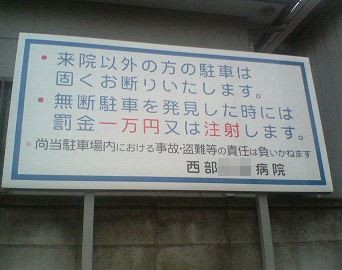 ・来院以外の方の駐車は
固くお断りいたします。
・無断駐車を発見した時には
罰金一万円又は注射します。
※尚当駐車場内における事故・盗難等の責任は負いかねます
西部 病院